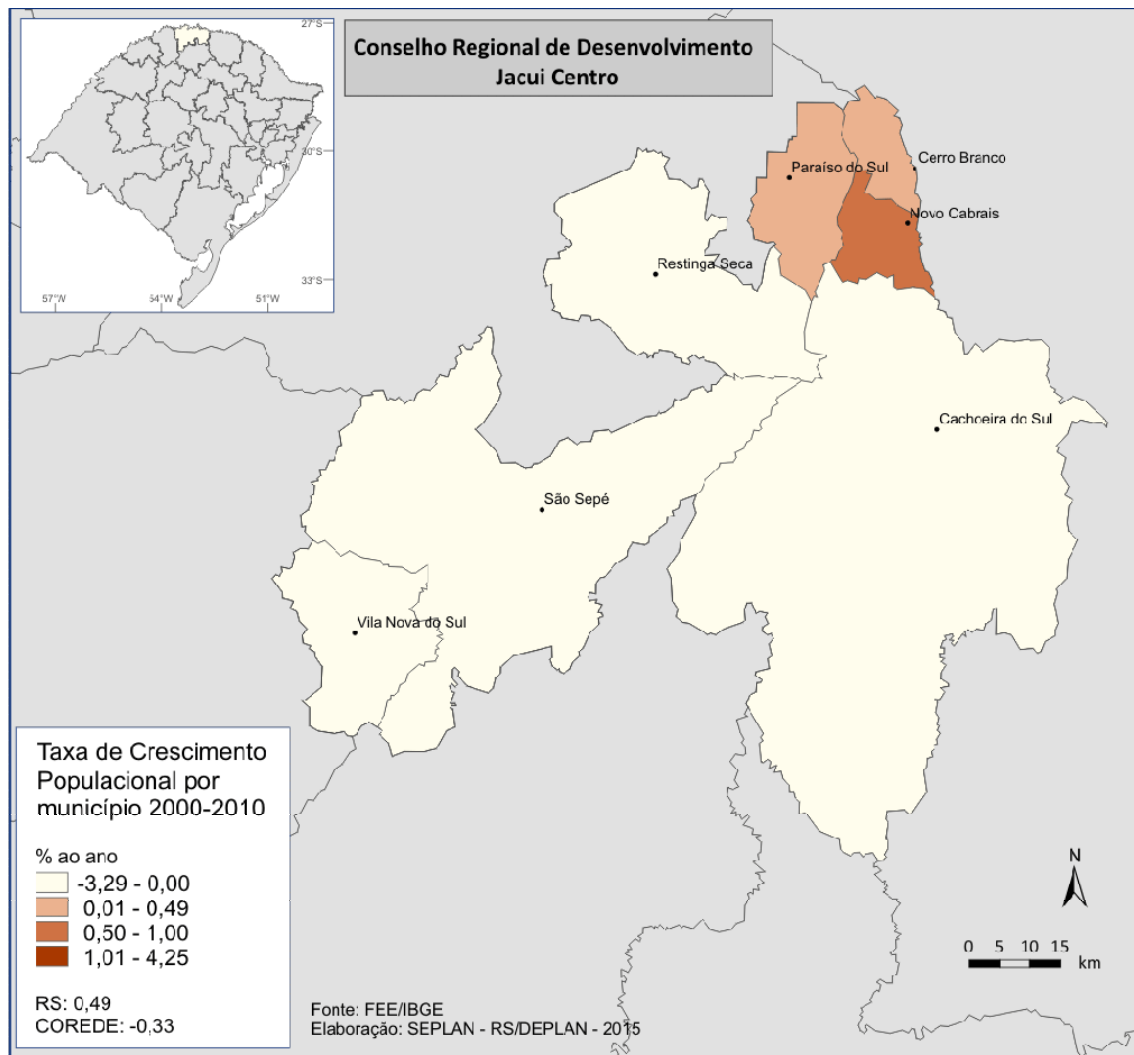 Conselho Regional de Desenvolvimento
Jacui Centro
27°S
30°S
33°S
57°W
54°W
51°W
Cerro Branco
Paraíso do Sul
Novo Cabrais
Restinga Seca
Cachoeira do Sul
São Sepé
Vila Nova do Sul
Taxa de Crescimento
Populacional por
município 2000-2010
% ao ano
-3,29 - 0,00
0,01 - 0,49
0,50 - 1,00
1,01 - 4,25
RS: 0,49
COREDE: -0,33
Fonte: FEE/IBGE
Elaboração: SEPLAN - RS/DEPLAN - 2015
N
0 5 10 15
km